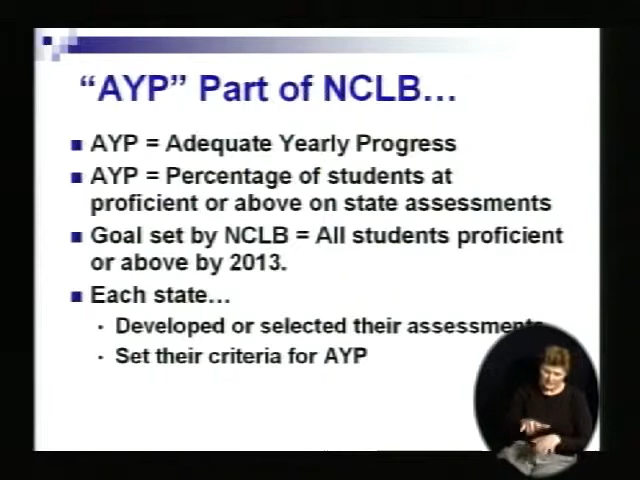 “AYP” Part of NCLB…
AYP = Adequate Yearly Progress
AYP = Percentage of students at
proficient or above on state assessments
Goal set by NCLB = All students proficient
or above by 2013.
Each state…
Developed or selected their assessments
Set their criteria for AYP